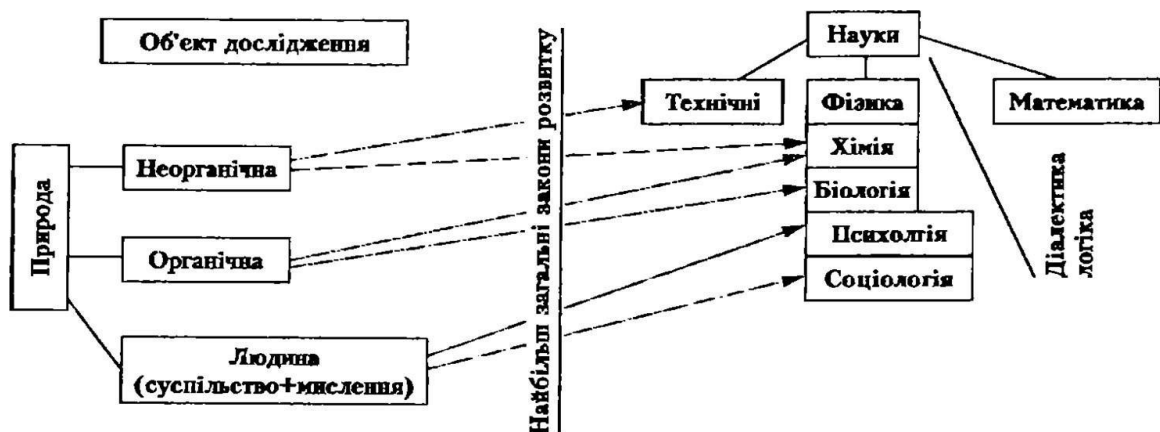 Об'єкт дослідження
Природа
Неорганічна
Органічна
Людина
(суспільство+мислення)
Найбільш загальні закони розвитку
Науки
Технічні
Фізика
Математика
Хімія
Біологія
Психолгія
Соціологія
Діалектика
логіка